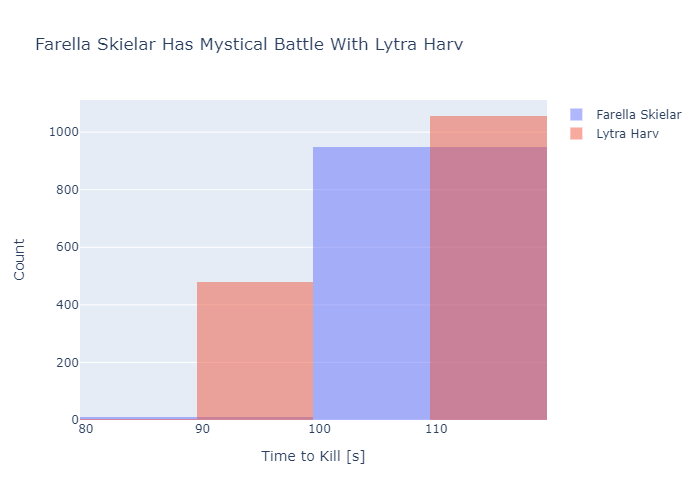 Farella Skielar Has Mystical Battle With Lytra Harv
Farella Skielar
Lytra Harv
Count
1000
800
600
400
200
0
80 90 100 110
Time to Kill [s]